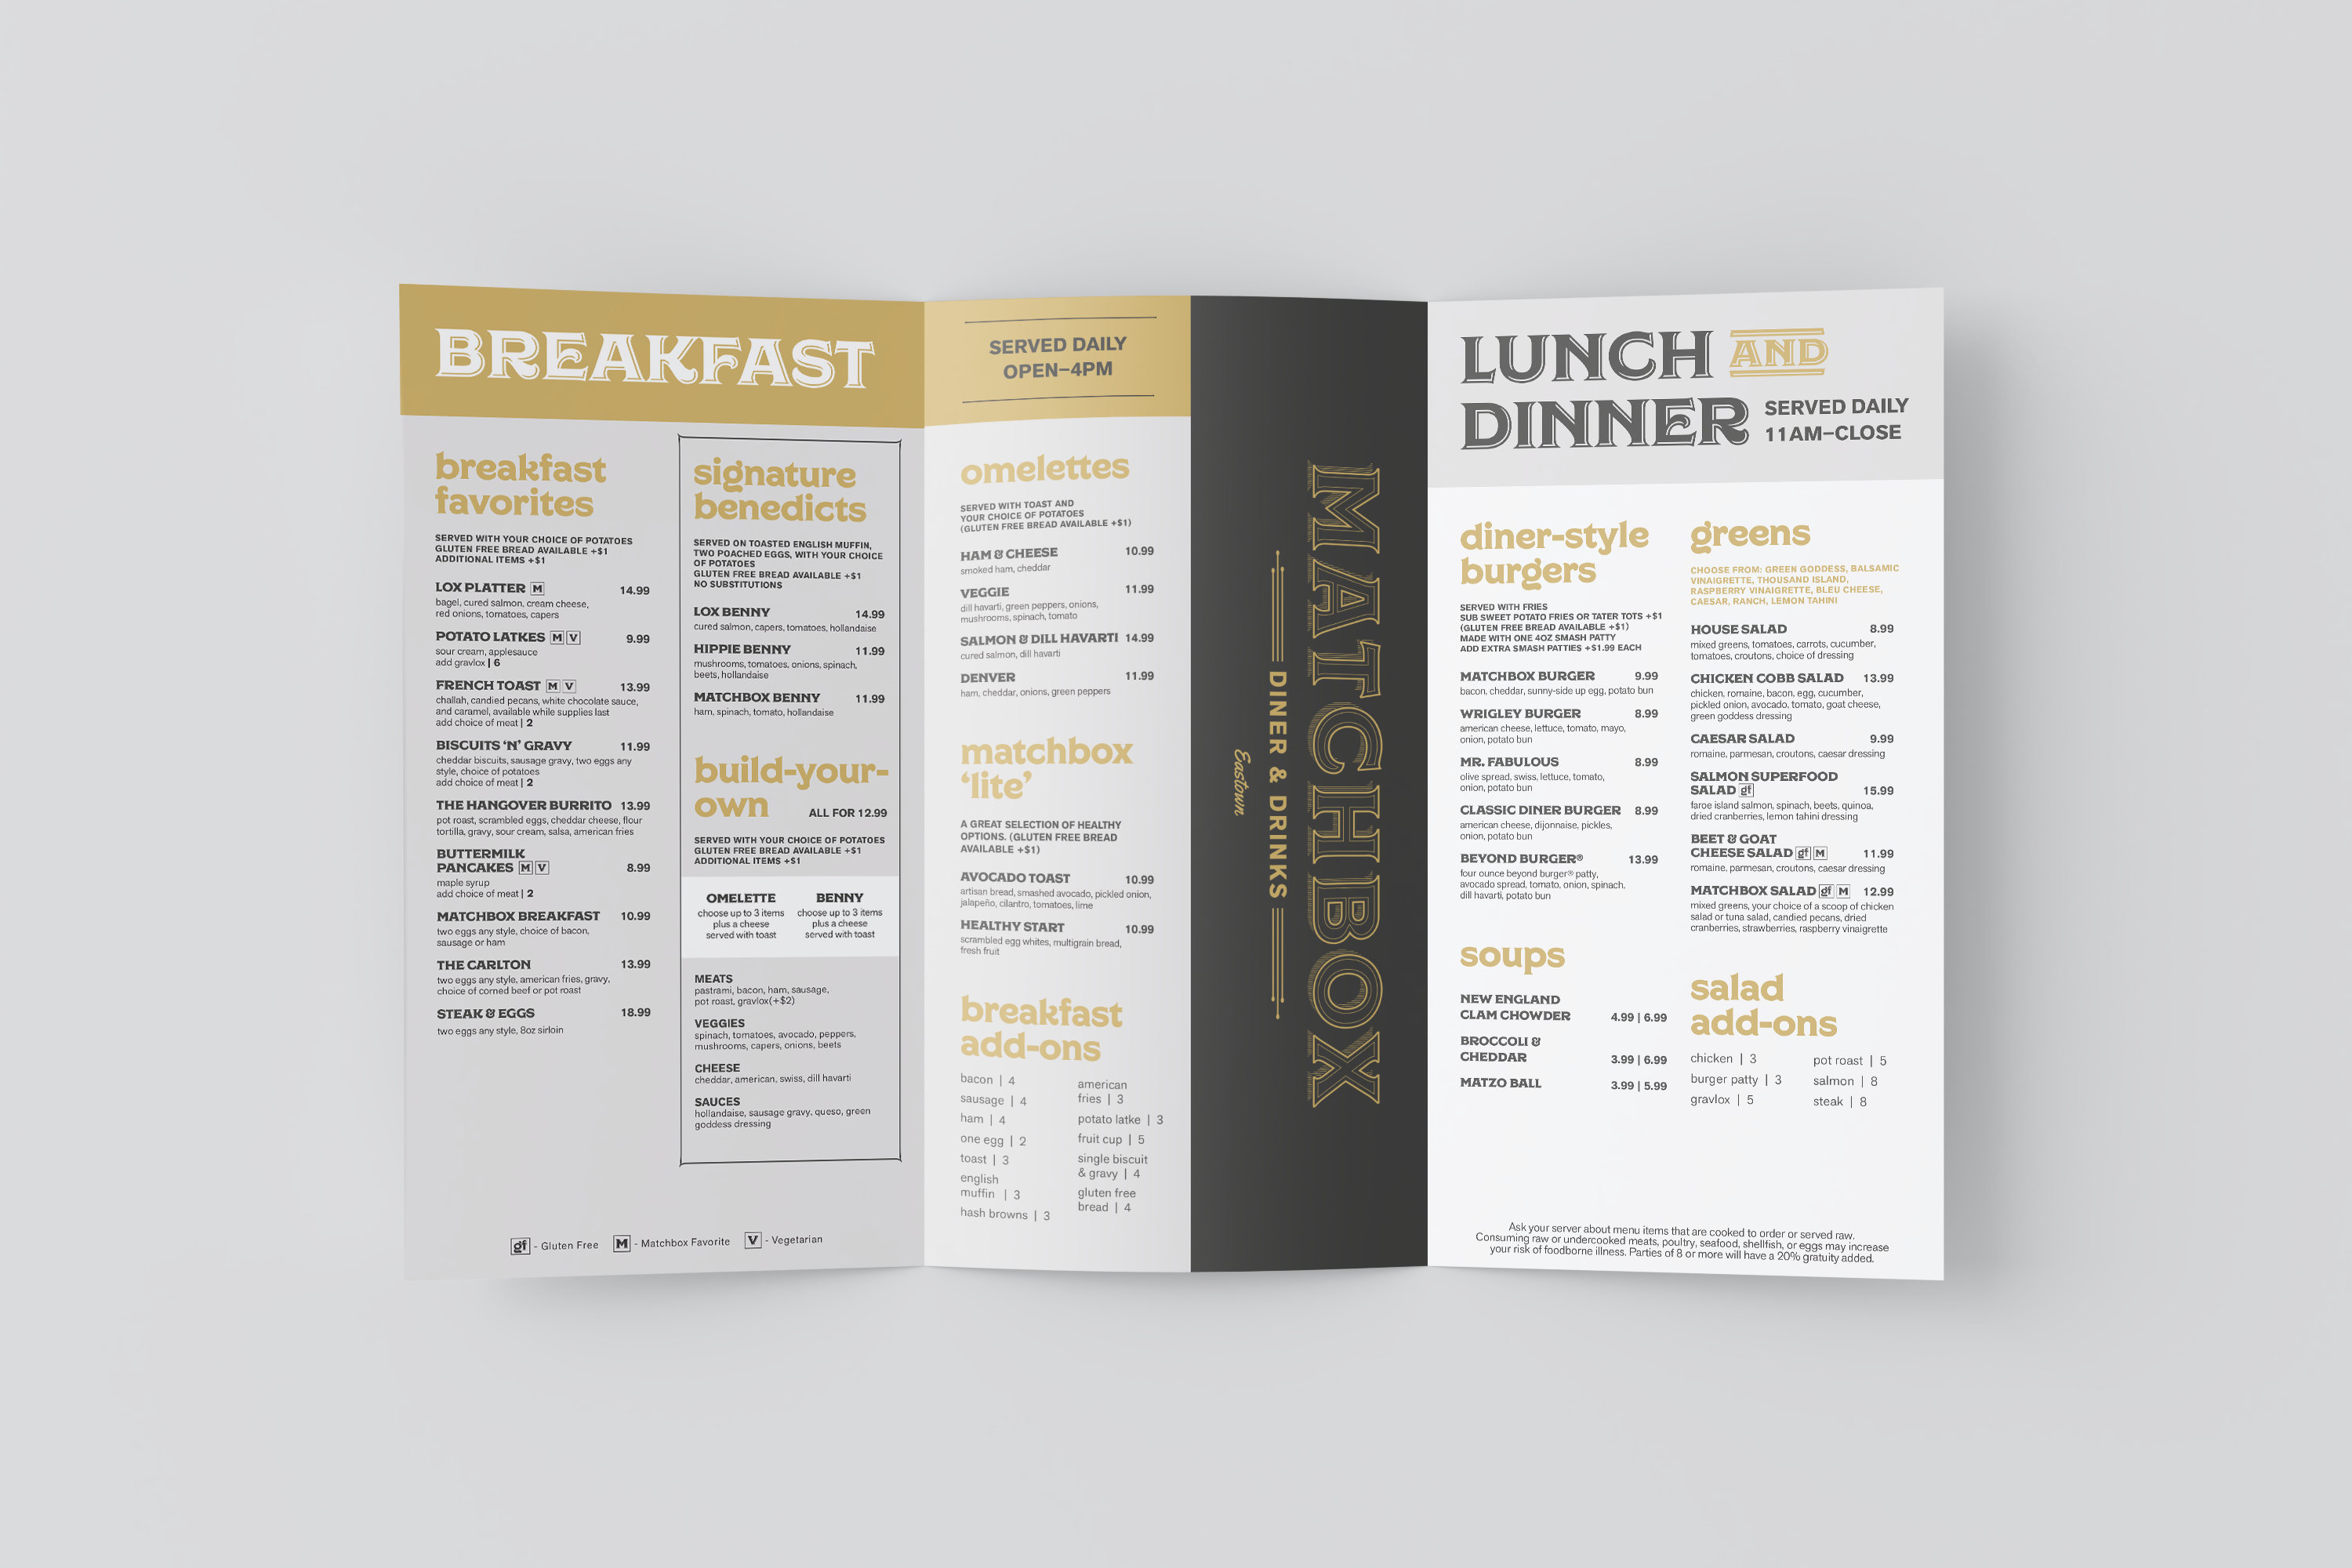 BREAKFAST
breakfast
favorites
SERVED WITH YOUR CHOICE OF POTATOES
GLUTEN FREE BREAD AVAILABLE +$1
ADDITIONAL ITEMS +$1
LOX PLATTER M 14.99
bagel, cured salmon, cream cheese,
red onions, tomatoes, capers
POTATO LATKES M V 9.99
sour cream, applesauce
add gravlox | 6
FRENCH TOAST M V 13.99
challah, candied pecans, white chocolate sauce,
and caramel, available while supplies last
add choice of meat | 2
BISCUITS ‘N’ GRAVY 11.99
cheddar biscuits, sausage gravy, two eggs any
style, choice of potatoes
add choice of meat | 2
THE HANGOVER BURRITO 13.99
pot roast, scrambled eggs, cheddar cheese, flour
tortilla, gravy, sour cream, salsa, american fries
BUTTERMILK
PANCAKES M V 8.99
maple syrup
add choice of meat | 2
MATCHBOX BREAKFAST 10.99
two eggs any style, choice of bacon,
sausage or ham
THE CARLTON 13.99
two eggs any style, american fries, gravy,
choice of corned beef or pot roast
STEAK & EGGS 18.99
two eggs any style, 8oz sirloin
signature
benedicts
SERVED ON TOASTED ENGLISH MUFFIN,
TWO POACHED EGGS, WITH YOUR CHOICE
OF POTATOES
GLUTEN FREE BREAD AVAILABLE +$1
NO SUBSTITUTIONS
LOX BENNY 14.99
cured salmon, capers, tomatoes, hollandaise
HIPPIE BENNY 11.99
mushrooms, tomatoes, onions, spinach,
beets, hollandaise
MATCHBOX BENNY 11.99
ham, spinach, tomato, hollandaise
build-your-
own ALL FOR 12.99
SERVED WITH YOUR CHOICE OF POTATOES
GLUTEN FREE BREAD AVAILABLE +$1
ADDITIONAL ITEMS +$1
OMELETTE
choose up to 3 items
plus a cheese
served with toast
BENNY
choose up to 3 items
plus a cheese
served with toast
MEATS
pastrami, bacon, ham, sausage,
pot roast, gravlox(+$2)
VEGGIES
spinach, tomatoes, avocado, peppers,
mushrooms, capers, onions, beets
CHEESE
cheddar, american, swiss, dill havarti
SAUCES
hollandaise, sausage gravy, queso, green
goddess dressing
gf - Gluten Free M - Matchbox Favorite V - Vegetarian
SERVED DAILY
OPEN–4PM
omelettes
SERVED WITH TOAST AND
YOUR CHOICE OF POTATOES
(GLUTEN FREE BREAD AVAILABLE +$1)
HAM & CHEESE 10.99
smoked ham, cheddar
VEGGIE 11.99
dill havarti, green peppers, onions,
mushrooms, spinach, tomato
SALMON & DILL HAVARTI 14.99
cured salmon, dill havarti
DENVER 11.99
ham, cheddar, onions, green peppers
matchbox
‘lite’
A GREAT SELECTION OF HEALTHY
OPTIONS. (GLUTEN FREE BREAD
AVAILABLE +$1)
AVOCADO TOAST 10.99
artisan bread, smashed avocado, pickled onion,
jalapeño, cilantro, tomatoes, lime
HEALTHY START 10.99
scrambled egg whites, multigrain bread,
fresh fruit
breakfast
add-ons
bacon | 4
sausage | 4
ham | 4
one egg | 2
toast | 3
english
muffin | 3
hash browns | 3
american
fries | 3
potato latke | 3
fruit cup | 5
single biscuit
& gravy | 4
gluten free
bread | 4
MATCHBOX
DINER & DRINKS
Eastown
LUNCH AND
DINNER
SERVED DAILY
11AM–CLOSE
diner-style
burgers
SERVED WITH FRIES
SUB SWEET POTATO FRIES OR TATER TOTS +$1
(GLUTEN FREE BREAD AVAILABLE +$1)
MADE WITH ONE 4OZ SMASH PATTY
ADD EXTRA SMASH PATTIES +$1.99 EACH
MATCHBOX BURGER 9.99
bacon, cheddar, sunny-side up egg, potato bun
WRIGLEY BURGER 8.99
american cheese, lettuce, tomato, mayo,
onion, potato bun
MR. FABULOUS 8.99
olive spread, swiss, lettuce, tomato,
onion, potato bun
CLASSIC DINER BURGER 8.99
american cheese, dijonnaise, pickles,
onion, potato bun
BEYOND BURGER® 13.99
four ounce beyond burger® patty,
avocado spread, tomato, onion, spinach,
dill havarti, potato bun
soups
NEW ENGLAND
CLAM CHOWDER 4.99 | 6.99
BROCCOLI &
CHEDDAR 3.99 | 6.99
MATZO BALL 3.99 | 5.99
greens
CHOOSE FROM: GREEN GODDESS, BALSAMIC
VINAIGRETTE, THOUSAND ISLAND,
RASPBERRY VINAIGRETTE, BLEU CHEESE,
CAESAR, RANCH, LEMON TAHINI
HOUSE SALAD 8.99
mixed greens, tomatoes, carrots, cucumber,
tomatoes, croutons, choice of dressing
CHICKEN COBB SALAD 13.99
chicken, romaine, bacon, egg, cucumber,
pickled onion, avocado, tomato, goat cheese,
green goddess dressing
CAESAR SALAD 9.99
romaine, parmesan, croutons, caesar dressing
SALMON SUPERFOOD
SALAD gf 15.99
faroe island salmon, spinach, beets, quinoa,
dried cranberries, lemon tahini dressing
BEET & GOAT
CHEESE SALAD gf M 11.99
romaine, parmesan, croutons, caesar dressing
MATCHBOX SALAD gf M 12.99
mixed greens, your choice of a scoop of chicken
salad or tuna salad, candied pecans, dried
cranberries, strawberries, raspberry vinaigrette
salad
add-ons
chicken | 3
burger patty | 3
gravlox | 5
pot roast | 5
salmon | 8
steak | 8
Ask your server about menu items that are cooked to order or served raw.
Consuming raw or undercooked meats, poultry, seafood, shellfish, or eggs may increase
your risk of foodborne illness. Parties of 8 or more will have a 20% gratuity added.